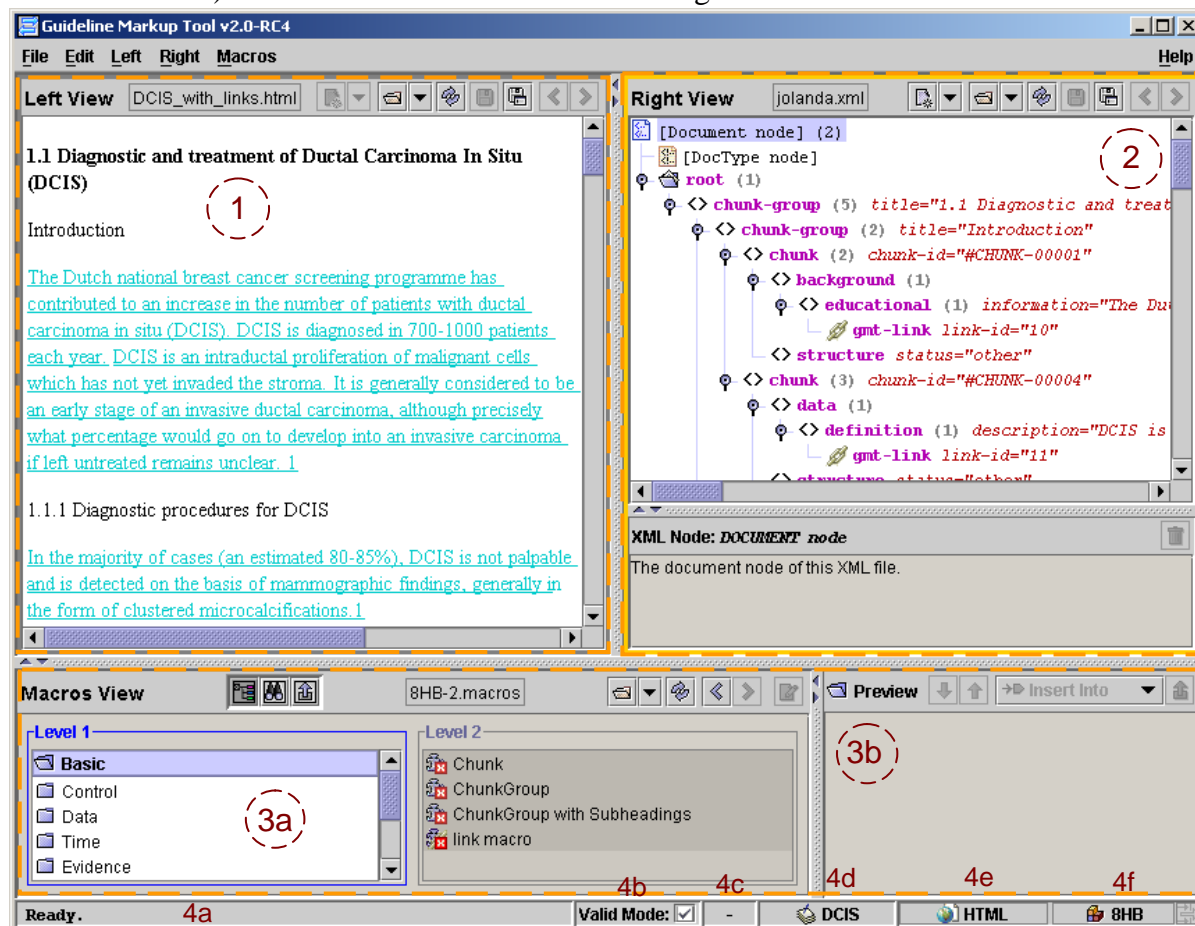 Guideline Markup Tool v2.0-RC4
File Edit Left Right Macros Help
Left View DCIS_with_links.html
1.1 Diagnostic and treatment of Ductal Carcinoma In Situ
(DCIS)
1
Introduction
The Dutch national breast cancer screening programme has
contributed to an increase in the number of patients with ductal
carcinoma in situ (DCIS). DCIS is diagnosed in 700-1000 patients
each year. DCIS is an intraductal proliferation of malignant cells
which has not yet invaded the stroma. It is generally considered to be
an early stage of an invasive ductal carcinoma, although precisely
what percentage would go on to develop into an invasive carcinoma
if left untreated remains unclear. 1
1.1.1 Diagnostic procedures for DCIS
In the majority of cases (an estimated 80-85%), DCIS is not palpable
and is detected on the basis of mammographic findings, generally in
the form of clustered microcalcifications.1
Right View jolanda.xml
[Document node] (2)
2
[DocType node]
root (1)
chunk-group (5) title="1.1 Diagnostic and treat
chunk-group (2) title="Introduction"
chunk (2) chunk-id="#CHUNK-00001"
background (1)
educational (1) information="The Du
gmt-link link-id="10"
structure status="other"
chunk (3) chunk-id="#CHUNK-00004"
data (1)
definition (1) description="DCIS is
gmt-link link-id="11"
structure status="other"
XML Node: DOCUMENT node
The document node of this XML file.
Macros View 8HB-2.macros
Level 1
Basic
Control
Data
Time
Evidence
3a
Level 2
Chunk
ChunkGroup
ChunkGroup with Subheadings
link macro
Preview Insert Into
3b
4b 4c 4d 4e 4f
Ready. 4a Valid Mode: - DCIS HTML 8HB